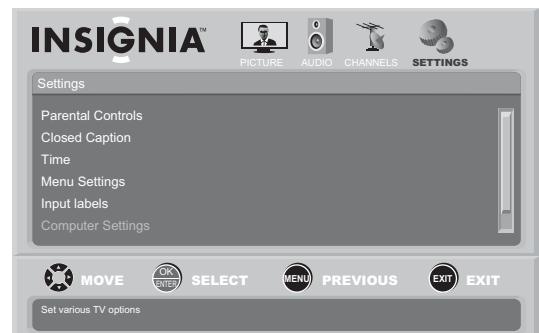 INSIGNIA™
PICTURE AUDIO CHANNELS SETTINGS
Settings
Parental Controls
Closed Caption
Time
Menu Settings
Input labels
Computer Settings
MOVE OK ENTER SELECT MENU PREVIOUS EXIT EXIT
Set various TV options